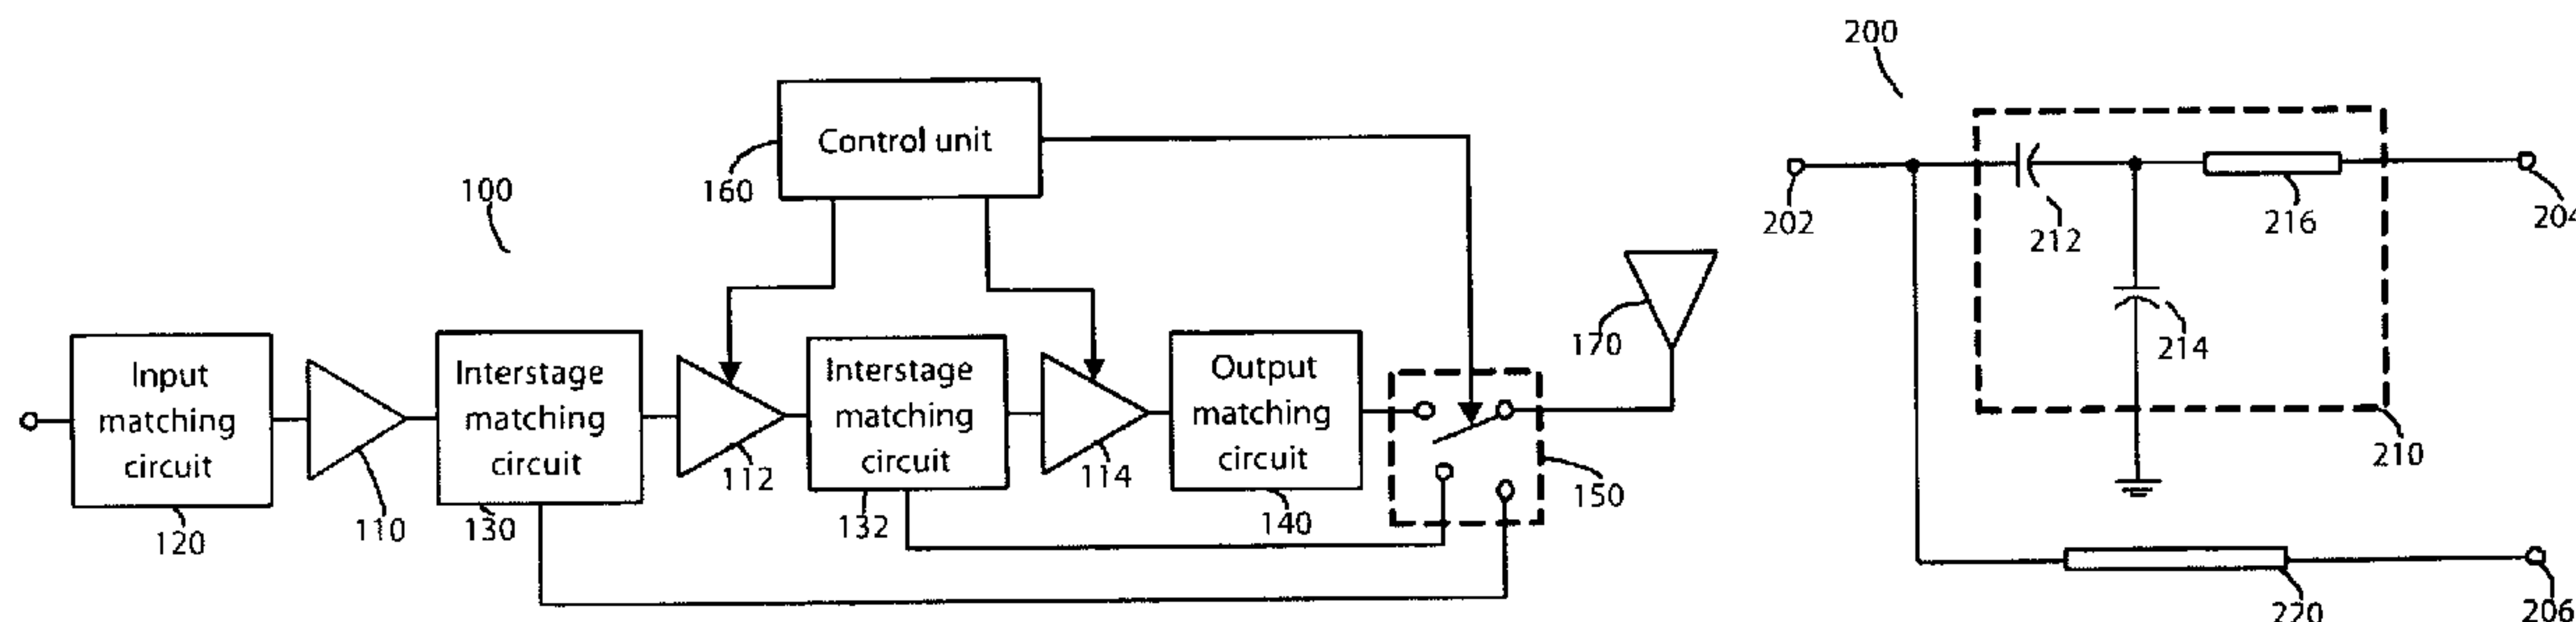 200
Control unit
160
100
202
212
216
204
170
214
Input
matching
circuit
Interstage
matching
circuit
Interstage
matching
circuit
Output
matching
circuit
112
114
150
210
120
110
130
132
140
220
206